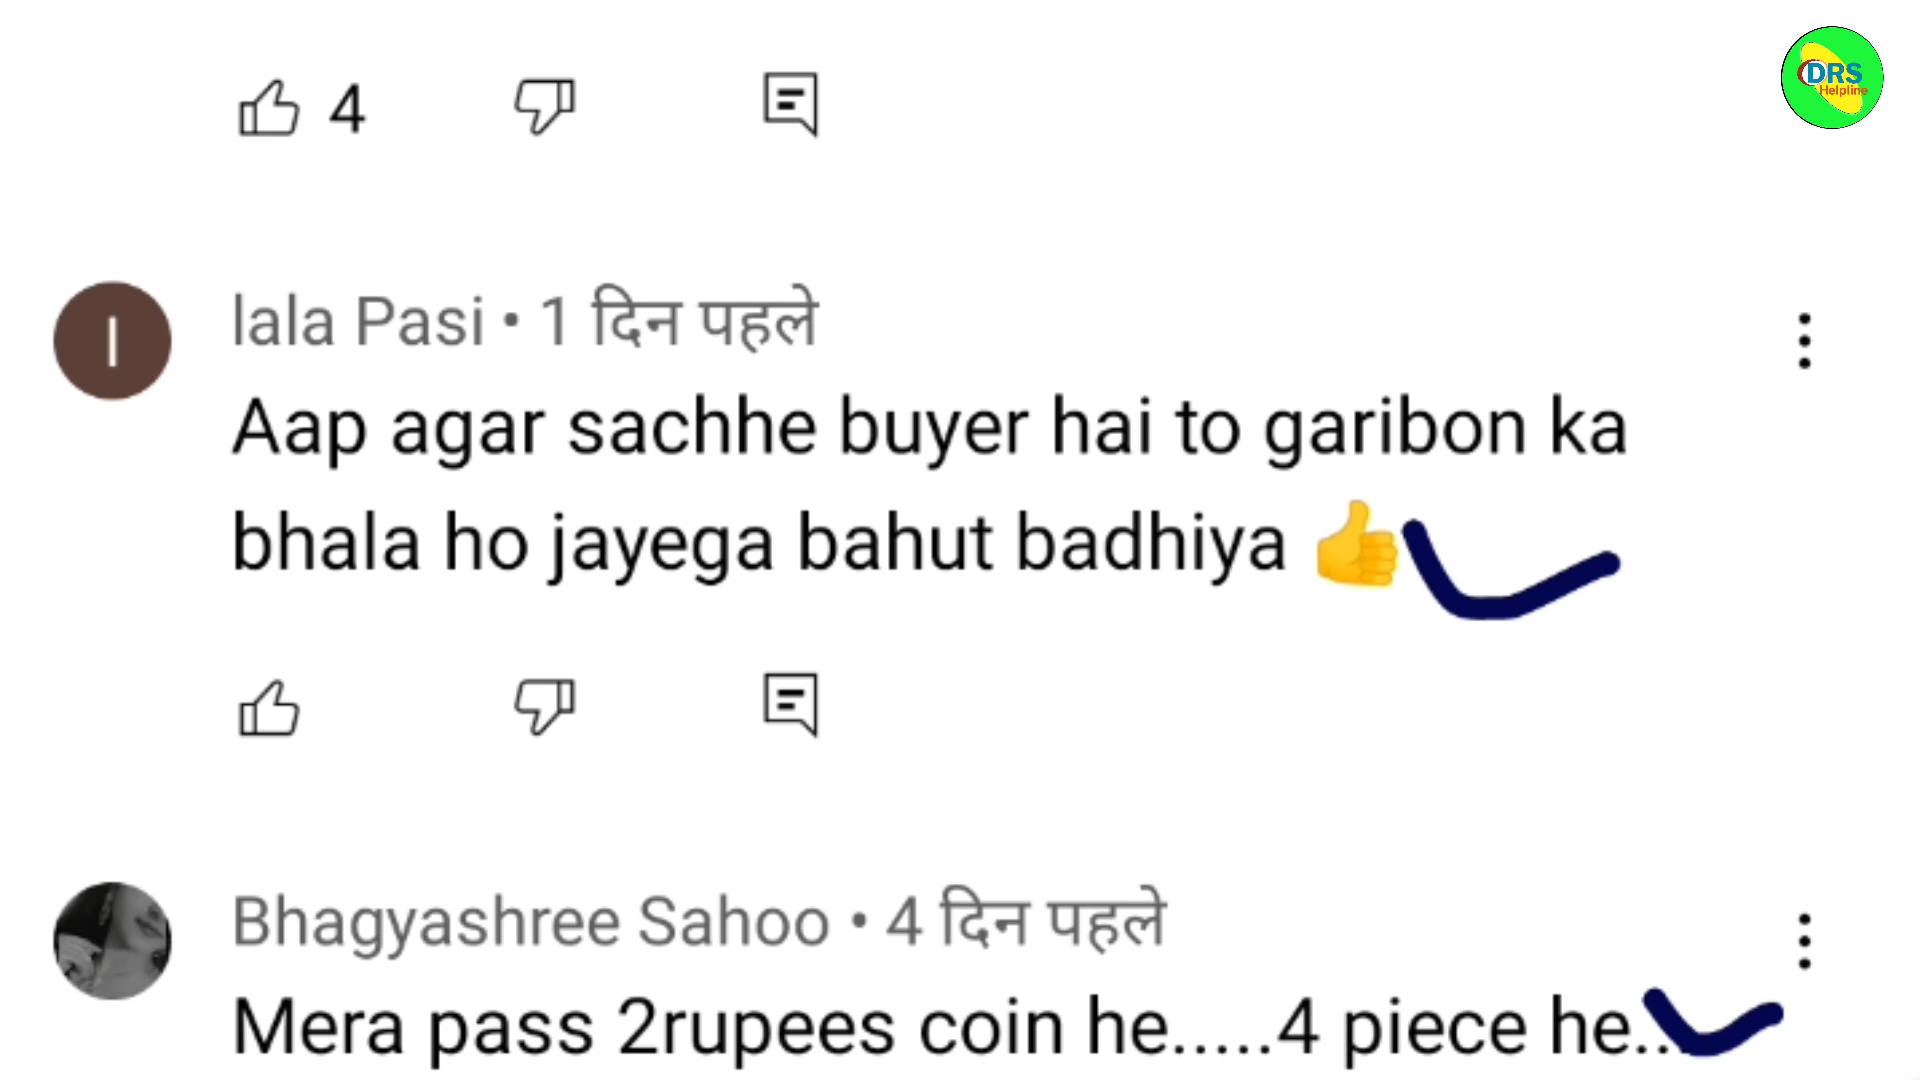 DRS
Helpline
4
lala Pasi • 1 दिन पहले
Aap agar sachhe buyer hai to garibon ka
bhala ho jayega bahut badhiya 👍
Bhagyashree Sahoo • 4 दिन पहले
Mera pass 2rupees coin he.....4 piece he...